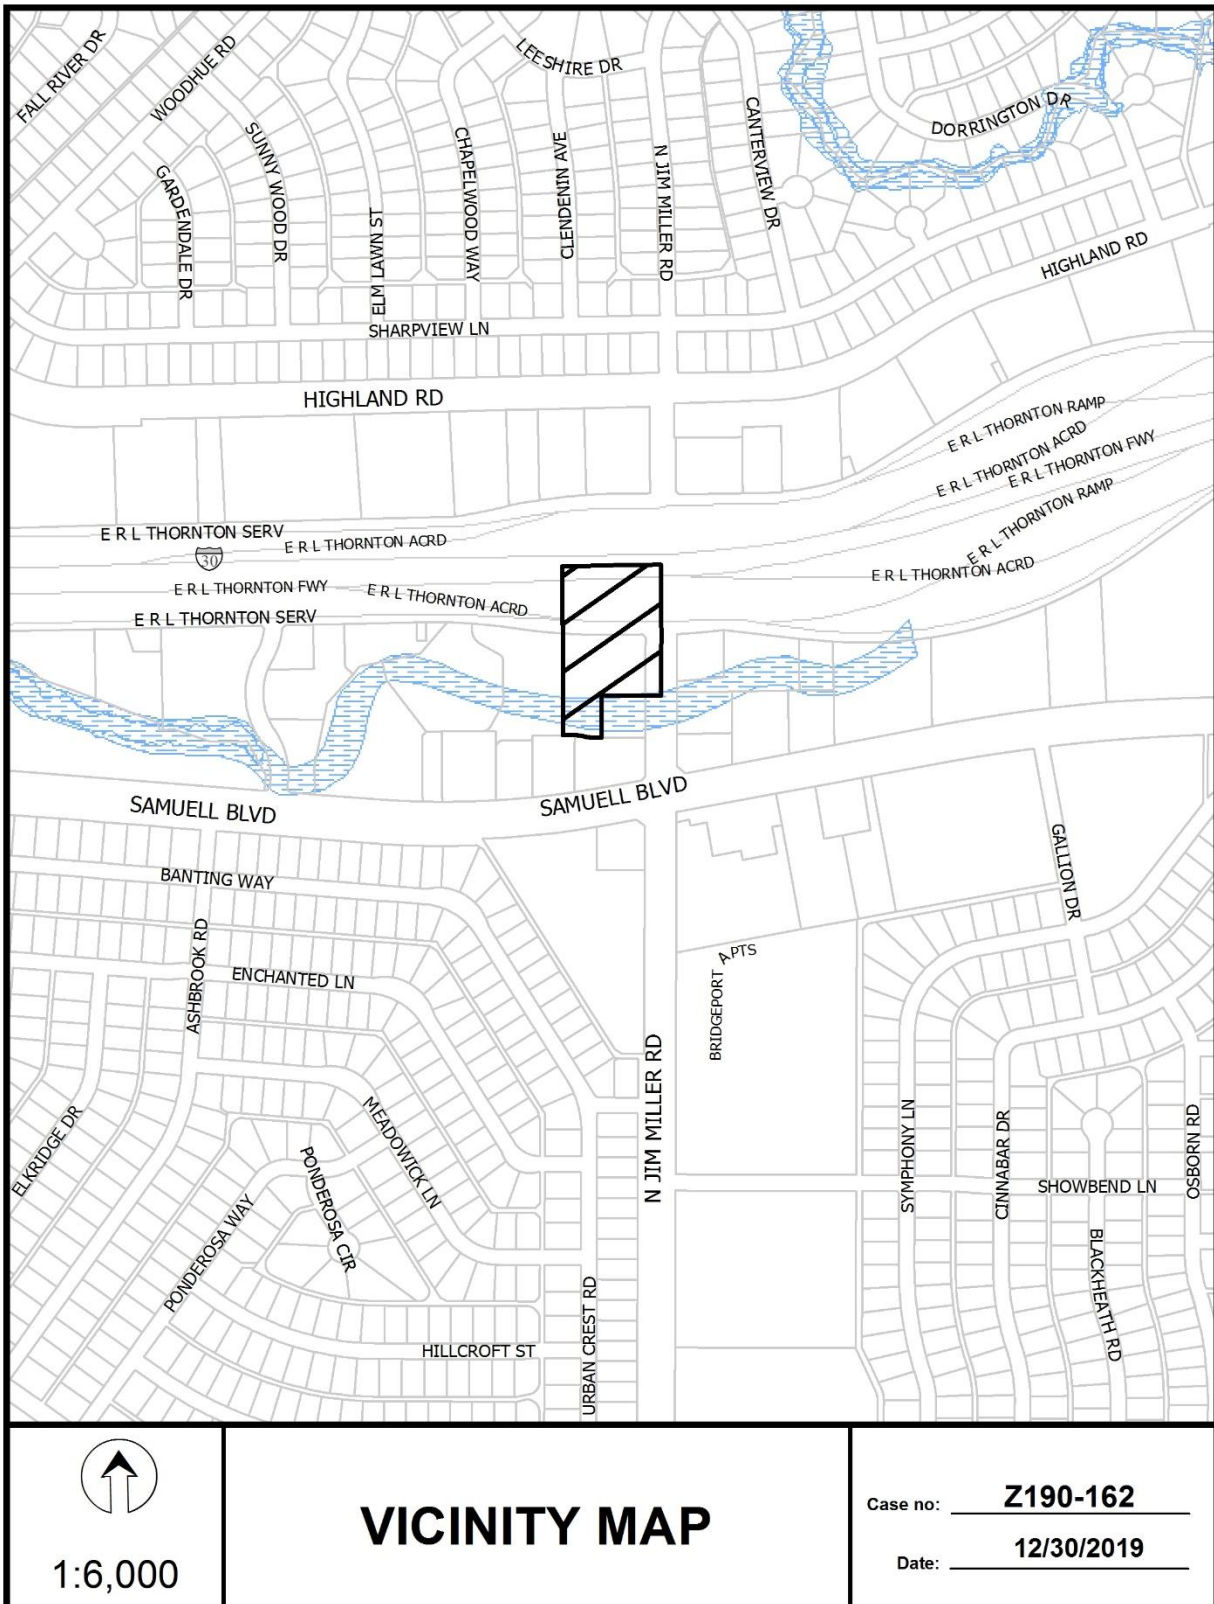 FALL RIVER DR
WOODHUE RD
LEESHIRE DR
SUNNY WOOD DR
GARDENDALE DR
ELM LAWN ST
CHAPELWOOD WAY
CLENDENIN AVE
N JIM MILLER RD
CANTERVIEW DR
DORRINGTON DR
HIGHLAND RD
SHARPVIEW LN
HIGHLAND RD
E R L THORNTON RAMP
E R L THORNTON ACRD
E R L THORNTON FWY
E R L THORNTON RAMP
E R L THORNTON SERV
E R L THORNTON ACRD
30
E R L THORNTON FWY
E R L THORNTON ACRD
E R L THORNTON ACRD
E R L THORNTON SERV
SAMUELL BLVD
SAMUELL BLVD
BANTING WAY
GALLION DR
ASHBROOK RD
ENCHANTED LN
BRIDGEPORT APTS
N JIM MILLER RD
ELKRIDGE DR
MEADOWICK LN
PONDEROSA CIR
PONDEROSA WAY
SYMPHONY LN
CINNABAR DR
SHOWBEND LN
OSBORN RD
BLACKHEATH RD
URBAN CREST RD
HILLCROFT ST
1:6,000
VICINITY MAP
Case no: Z190-162
Date: 12/30/2019